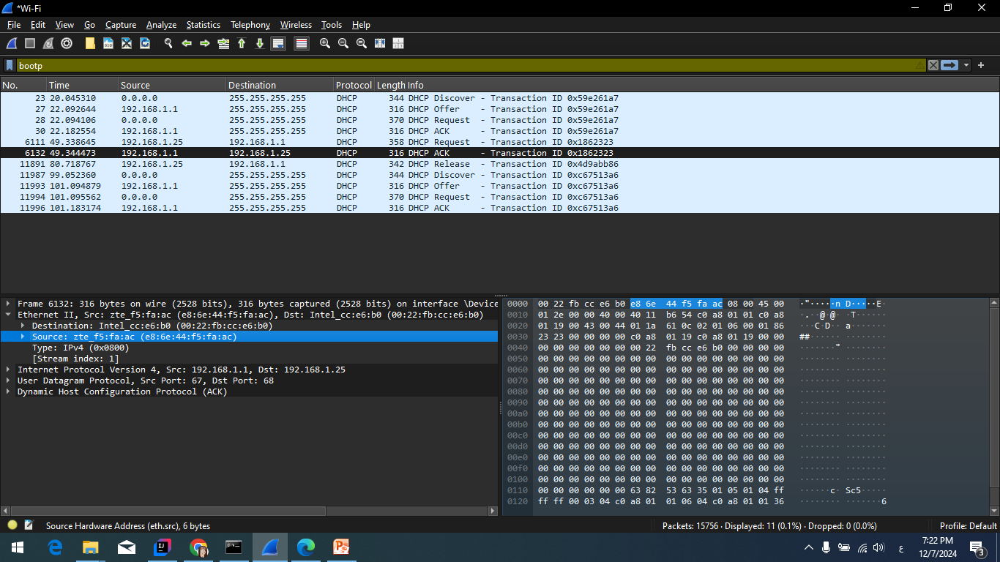 *Wi-Fi
File Edit View Go Capture Analyze Statistics Telephony Wireless Tools Help
bootp
No. Time Source Destination Protocol Length Info
23 20.045310 0.0.0.0 255.255.255.255 DHCP 344 DHCP Discover - Transaction ID 0x59e261a7
27 22.092644 192.168.1.1 255.255.255.255 DHCP 316 DHCP Offer - Transaction ID 0x59e261a7
28 22.094106 0.0.0.0 255.255.255.255 DHCP 370 DHCP Request - Transaction ID 0x59e261a7
30 22.182554 192.168.1.1 255.255.255.255 DHCP 316 DHCP ACK - Transaction ID 0x59e261a7
6111 49.338645 192.168.1.25 192.168.1.1 DHCP 358 DHCP Request - Transaction ID 0x1862323
6132 49.344473 192.168.1.1 192.168.1.25 DHCP 316 DHCP ACK - Transaction ID 0x1862323
11891 80.718767 192.168.1.25 192.168.1.1 DHCP 342 DHCP Release - Transaction ID 0x4d9abb86
11987 99.052360 0.0.0.0 255.255.255.255 DHCP 344 DHCP Discover - Transaction ID 0xc67513a6
11993 101.094879 192.168.1.1 255.255.255.255 DHCP 316 DHCP Offer - Transaction ID 0xc67513a6
11994 101.095562 0.0.0.0 255.255.255.255 DHCP 370 DHCP Request - Transaction ID 0xc67513a6
11996 101.183174 192.168.1.1 255.255.255.255 DHCP 316 DHCP ACK - Transaction ID 0xc67513a6
Frame 6132: 316 bytes on wire (2528 bits), 316 bytes captured (2528 bits) on interface \Device
Ethernet II, Src: zte_f5:fa:ac (e8:6e:44:f5:fa:ac), Dst: Intel_cc:e6:b0 (00:22:fb:cc:e6:b0)
Destination: Intel_cc:e6:b0 (00:22:fb:cc:e6:b0)
Source: zte_f5:fa:ac (e8:6e:44:f5:fa:ac)
Type: IPv4 (0x0800)
[Stream index: 1]
Internet Protocol Version 4, Src: 192.168.1.1, Dst: 192.168.1.25
User Datagram Protocol, Src Port: 67, Dst Port: 68
Dynamic Host Configuration Protocol (ACK)
0000 00 22 fb cc e6 b0 e8 6e 44 f5 fa ac 08 00 45 00 ·"····· n D·····E·
0010 01 2e 00 00 40 00 40 11 b6 54 c0 a8 01 01 c0 a8 ·.··@·@· ·T······
0020 01 19 00 43 00 44 01 1a 61 0c 02 01 06 00 01 86 ···C·D·· a·······
0030 23 23 00 00 00 00 c0 a8 01 19 c0 a8 01 19 00 00 ##······ ········
0040 00 00 00 00 00 00 00 22 fb cc e6 b0 00 00 00 00 ·······" ········
0050 00 00 00 00 00 00 00 00 00 00 00 00 00 00 00 00 ········ ········
0060 00 00 00 00 00 00 00 00 00 00 00 00 00 00 00 00 ········ ········
0070 00 00 00 00 00 00 00 00 00 00 00 00 00 00 00 00 ········ ········
0080 00 00 00 00 00 00 00 00 00 00 00 00 00 00 00 00 ········ ········
0090 00 00 00 00 00 00 00 00 00 00 00 00 00 00 00 00 ········ ········
00a0 00 00 00 00 00 00 00 00 00 00 00 00 00 00 00 00 ········ ········
00b0 00 00 00 00 00 00 00 00 00 00 00 00 00 00 00 00 ········ ········
00c0 00 00 00 00 00 00 00 00 00 00 00 00 00 00 00 00 ········ ········
00d0 00 00 00 00 00 00 00 00 00 00 00 00 00 00 00 00 ········ ········
00e0 00 00 00 00 00 00 00 00 00 00 00 00 00 00 00 00 ········ ········
00f0 00 00 00 00 00 00 00 00 00 00 00 00 00 00 00 00 ········ ········
0100 00 00 00 00 00 00 00 00 00 00 00 00 00 00 00 00 ········ ········
0110 00 00 00 00 00 00 63 82 53 63 35 01 05 01 04 ff ······c· Sc5·····
0120 ff ff 00 03 04 c0 a8 01 01 06 04 c0 a8 01 01 36 ········ ·······6
Source Hardware Address (eth.src), 6 bytes
Packets: 15756 · Displayed: 11 (0.1%) · Dropped: 0 (0.0%)
Profile: Default
ع
7:22 PM
12/7/2024
3